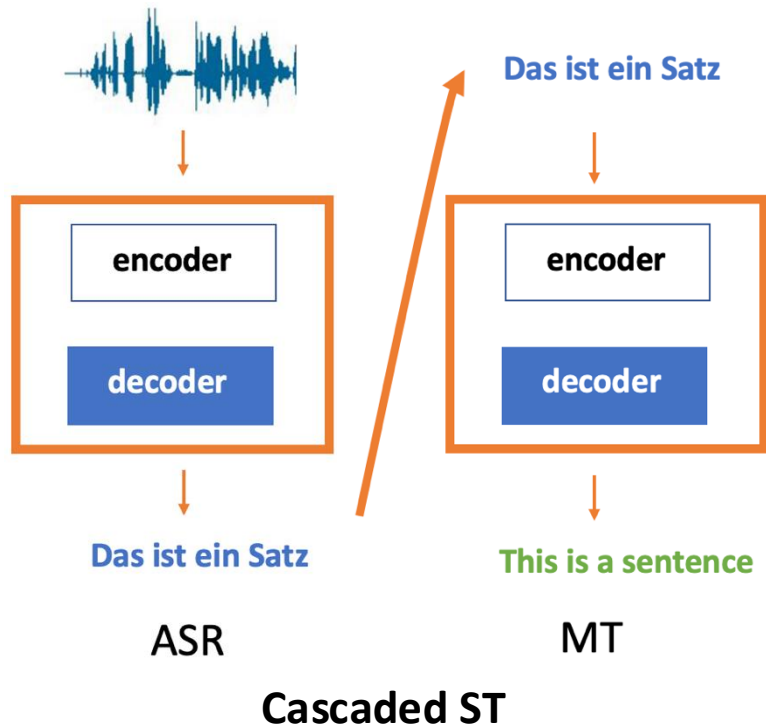 encoder
decoder
Das ist ein Satz
ASR
Das ist ein Satz
encoder
decoder
This is a sentence
MT
Cascaded ST